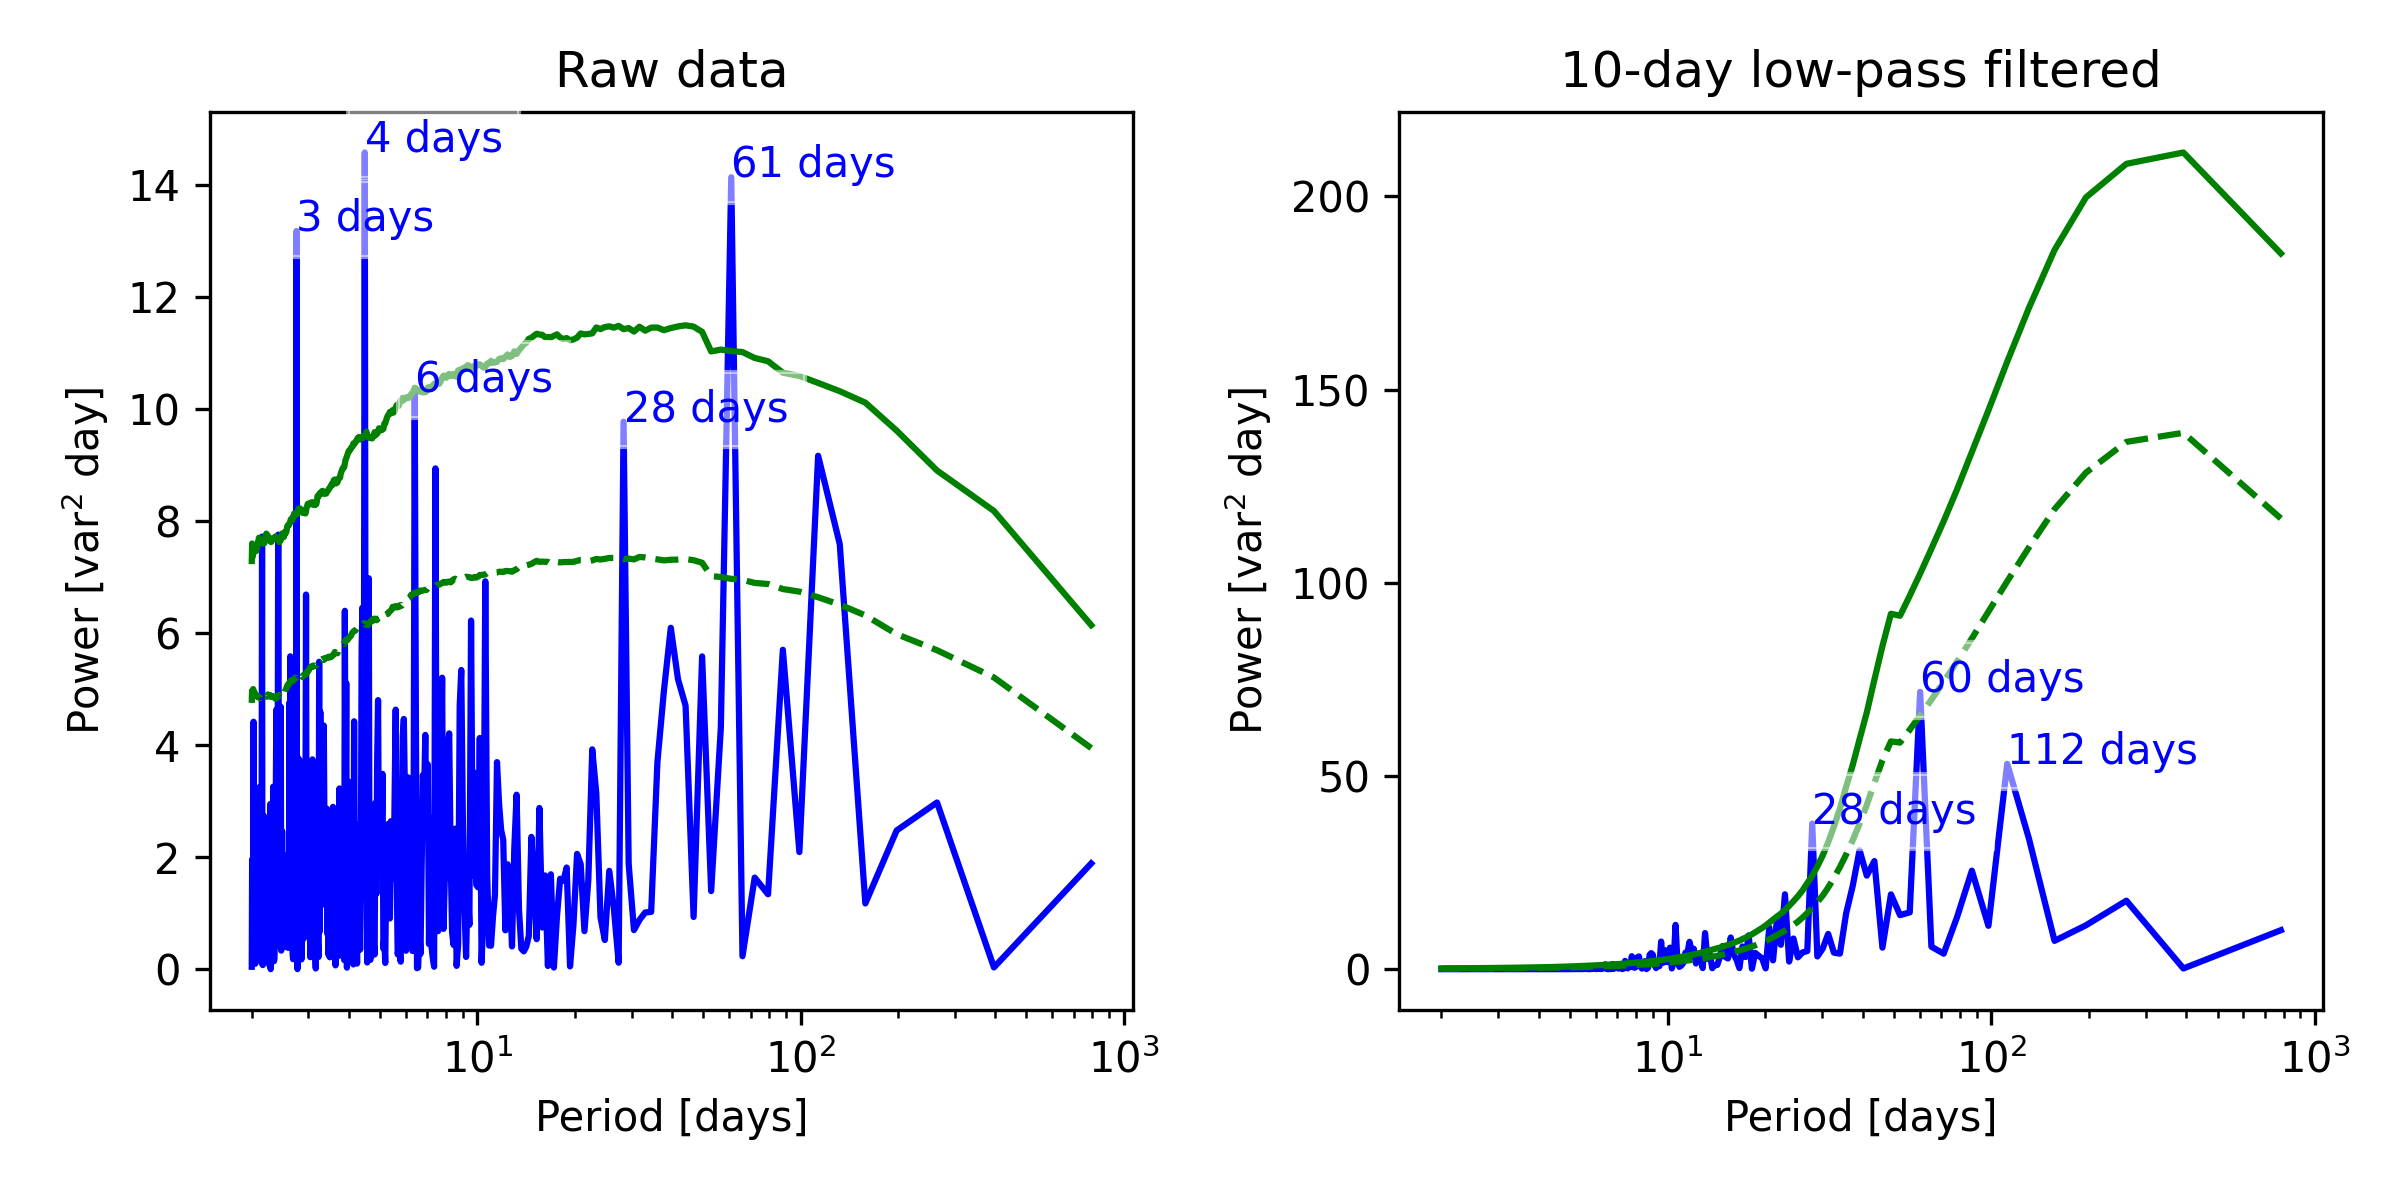 Raw data
4 days
61 days
3 days
6 days
28 days
14
12
10
8
6
4
2
0
Power [var² day]
10¹
10²
10³
Period [days]
10-day low-pass filtered
200
150
100
50
0
Power [var² day]
60 days
112 days
28 days
10¹
10²
10³
Period [days]